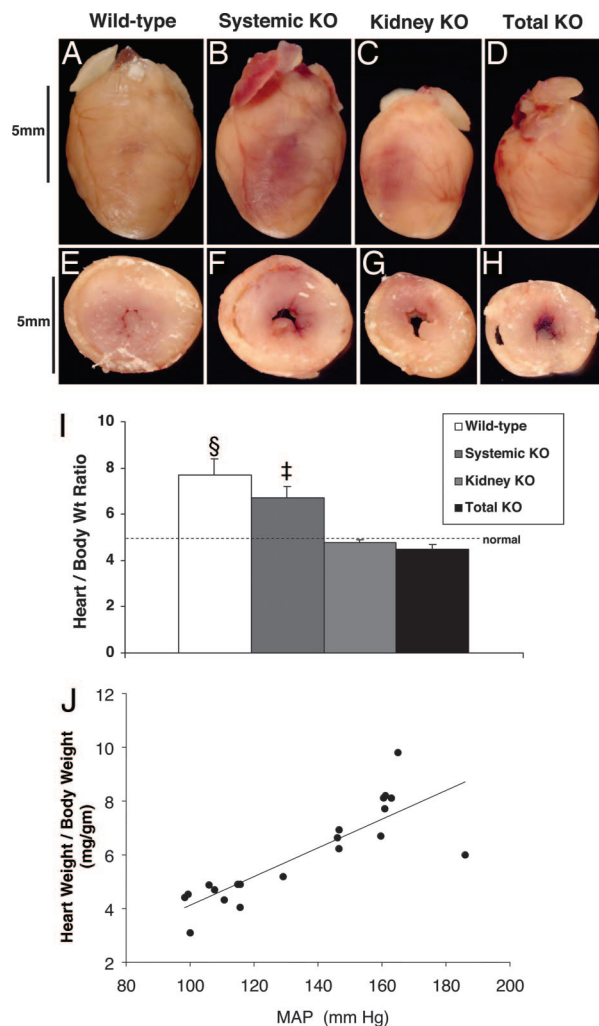 Wild-type Systemic KO Kidney KO Total KO
A B C D
5mm
E F G H
5mm
I
10
8
6
4
2
0
Heart / Body Wt Ratio
§
‡
normal
Wild-type
Systemic KO
Kidney KO
Total KO
J
12
10
8
6
4
2
Heart Weight / Body Weight
(mg/gm)
80 100 120 140 160 180 200
MAP (mm Hg)